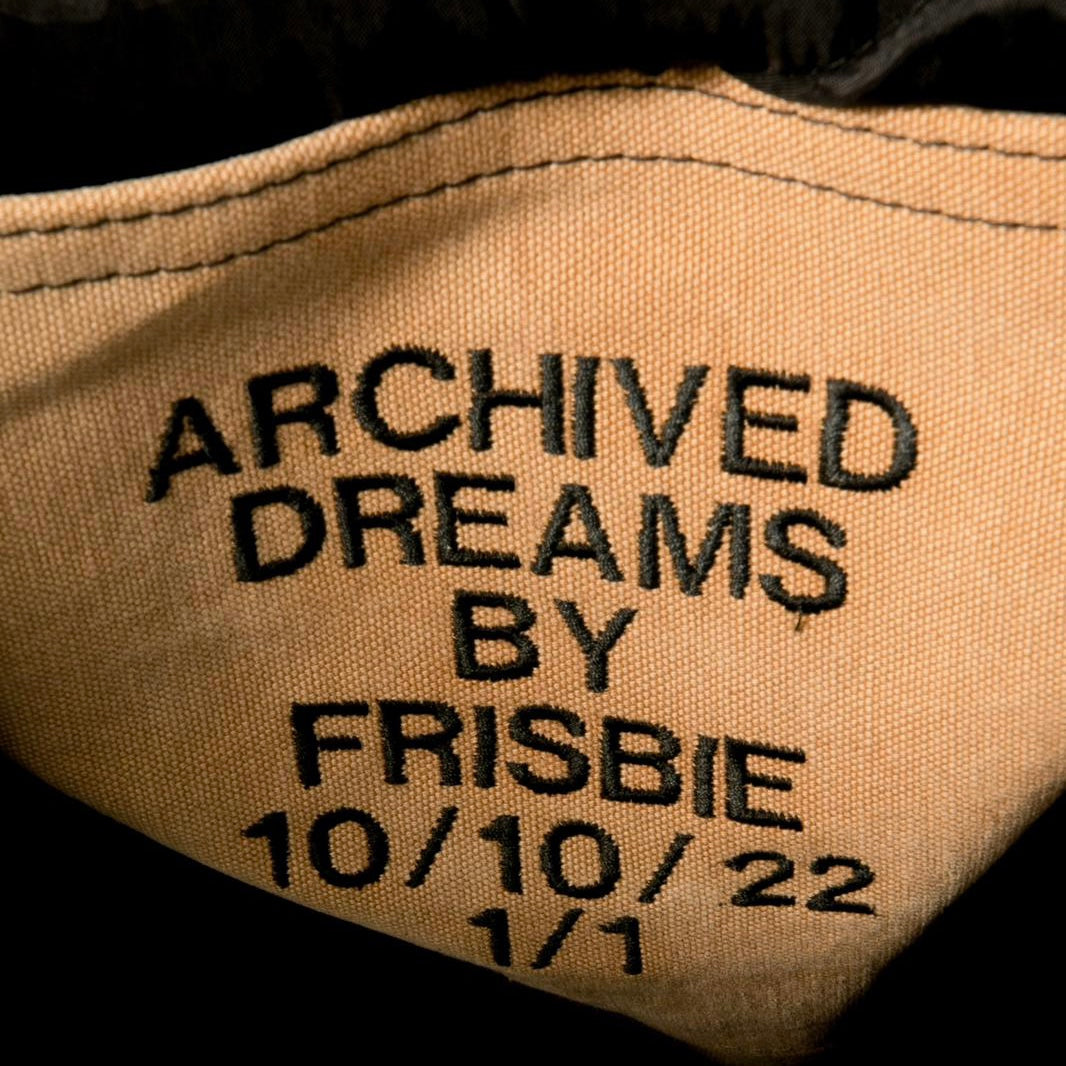 ARCHIVED
DREAMS
BY
FRISBIE
10/10/22
1/1